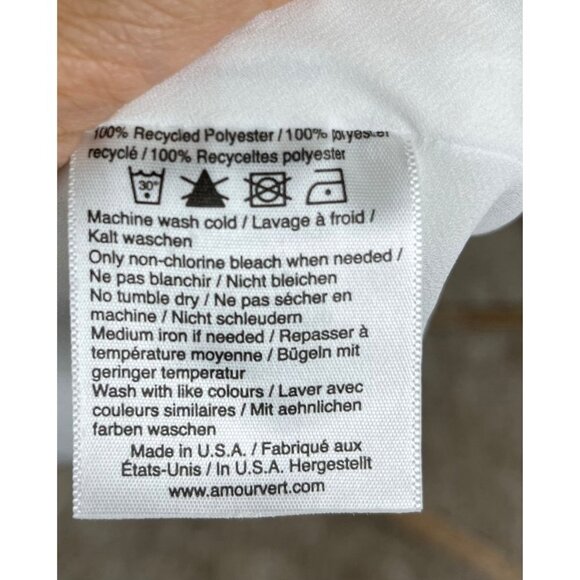 100% Recycled Polyester / 100% polyester
recyclé / 100% Recyceltes polyester
30°
Machine wash cold / Lavage à froid /
Kalt waschen
Only non-chlorine bleach when needed /
Ne pas blanchir / Nicht bleichen
No tumble dry / Ne pas sécher en
machine / Nicht schleudern
Medium iron if needed / Repasser à
température moyenne / Bügeln mit
geringer temperatur
Wash with like colours / Laver avec
couleurs similaires / Mit aehnlichen
farben waschen
Made in U.S.A. / Fabriqué aux
États-Unis / In U.S.A. Hergestellt
www.amourvert.com